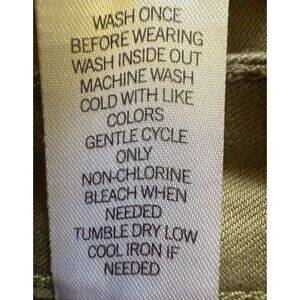 WASH ONCE
BEFORE WEARING
WASH INSIDE OUT
MACHINE WASH
COLD WITH LIKE
COLORS
GENTLE CYCLE
ONLY
NON-CHLORINE
BLEACH WHEN
NEEDED
TUMBLE DRY LOW
COOL IRON IF
NEEDED